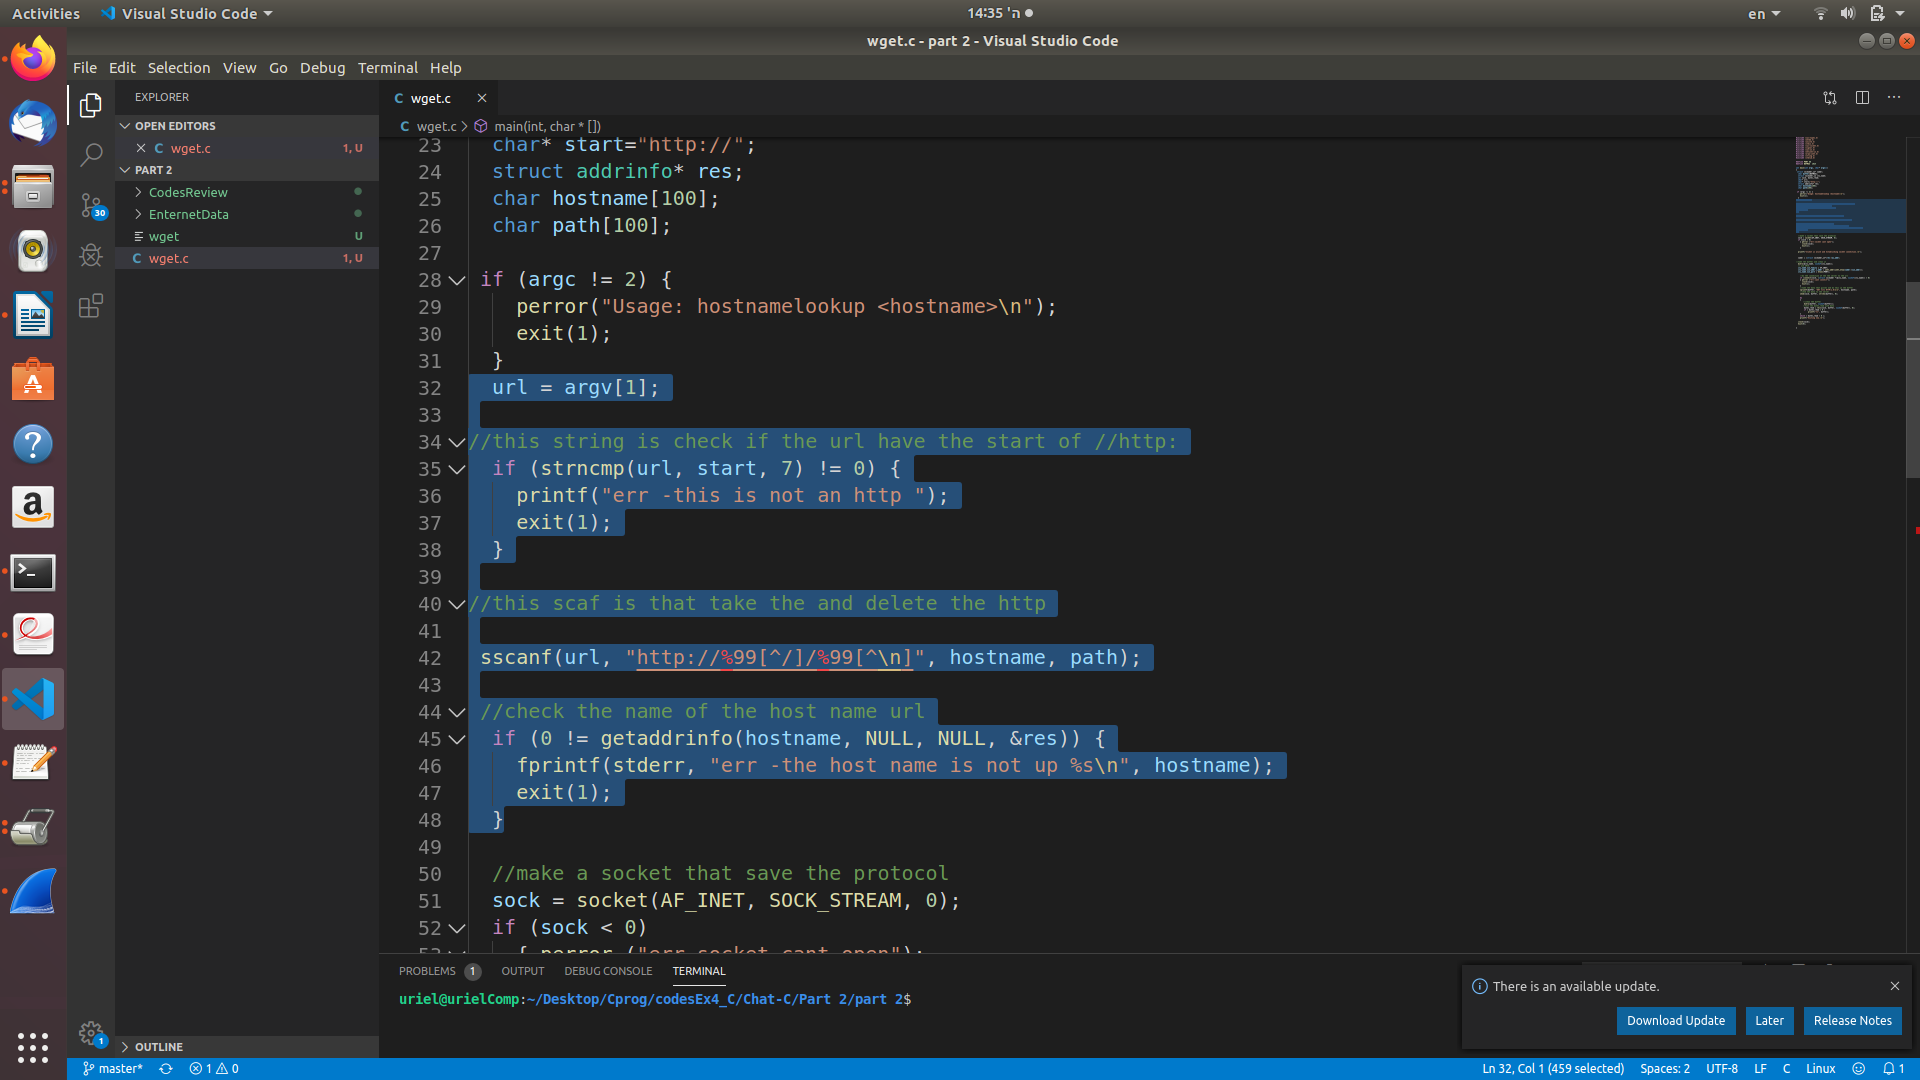 Activities
Visual Studio Code
ה' 14:35
en
wget.c - part 2 - Visual Studio Code
File Edit Selection View Go Debug Terminal Help
EXPLORER
OPEN EDITORS
wget.c 1, U
PART 2
CodesReview
EnternetData
wget U
wget.c 1, U
OUTLINE
30
1
wget.c
wget.c > main(int, char * [])
23 char* start="http://";
24 struct addrinfo* res;
25 char hostname[100];
26 char path[100];
27
28 if (argc != 2) {
29 perror("Usage: hostnamelookup <hostname>\n");
30 exit(1);
31 }
32 url = argv[1];
33
34 //this string is check if the url have the start of //http:
35 if (strncmp(url, start, 7) != 0) {
36 printf("err -this is not an http ");
37 exit(1);
38 }
39
40 //this scaf is that take the and delete the http
41
42 sscanf(url, "http://%99[^/]/%99[^\n]", hostname, path);
43
44 //check the name of the host name url
45 if (0 != getaddrinfo(hostname, NULL, NULL, &res)) {
46 fprintf(stderr, "err -the host name is not up %s\n", hostname);
47 exit(1);
48 }
49
50 //make a socket that save the protocol
51 sock = socket(AF_INET, SOCK_STREAM, 0);
52 if (sock < 0)
53 { perror ("err socket cant open");
PROBLEMS 1 OUTPUT DEBUG CONSOLE TERMINAL
uriel@urielComp:~/Desktop/Cprog/codesEx4_C/Chat-C/Part 2/part 2$
There is an available update.
Download Update Later Release Notes
master* 1 0
Ln 32, Col 1 (459 selected) Spaces: 2 UTF-8 LF C Linux 1